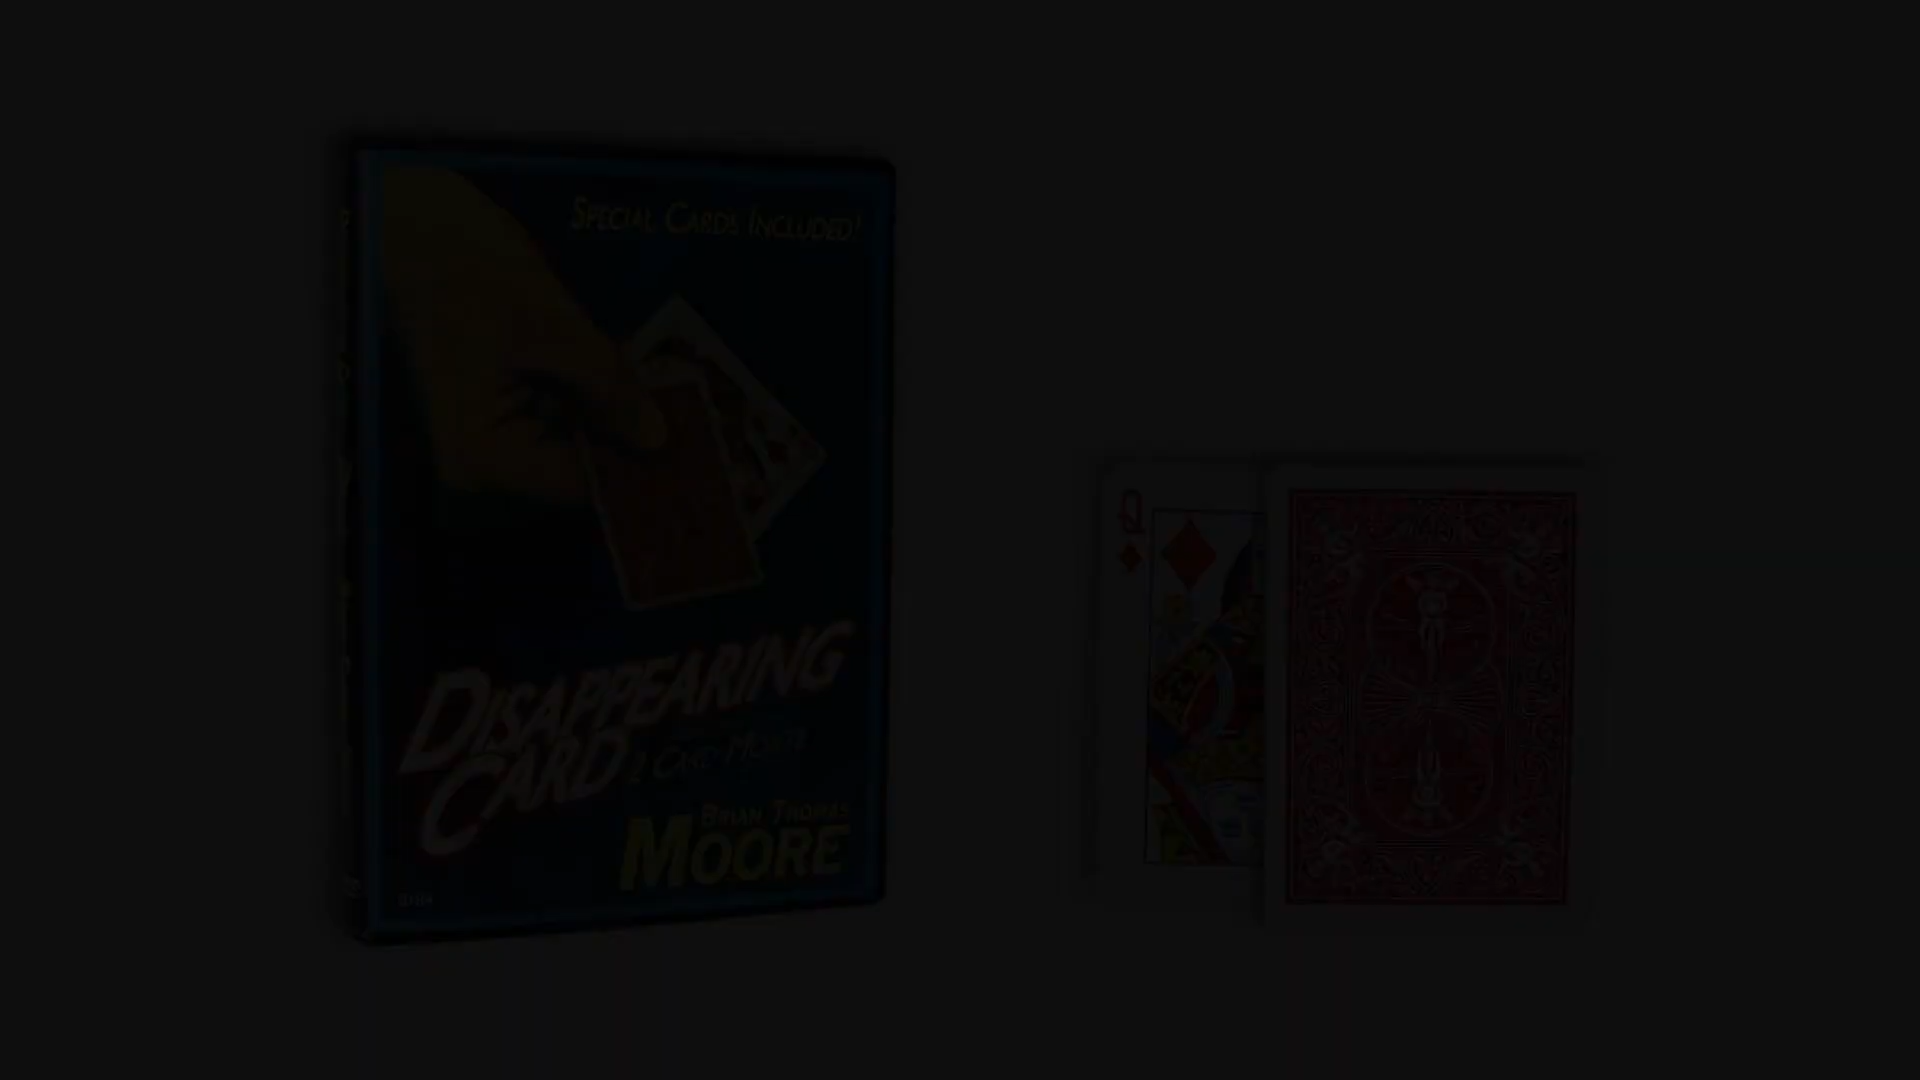 SPECIAL CARDS INCLUDED!
DISAPPEARING
CARD
BRIAN THOMAS
MOORE
Q